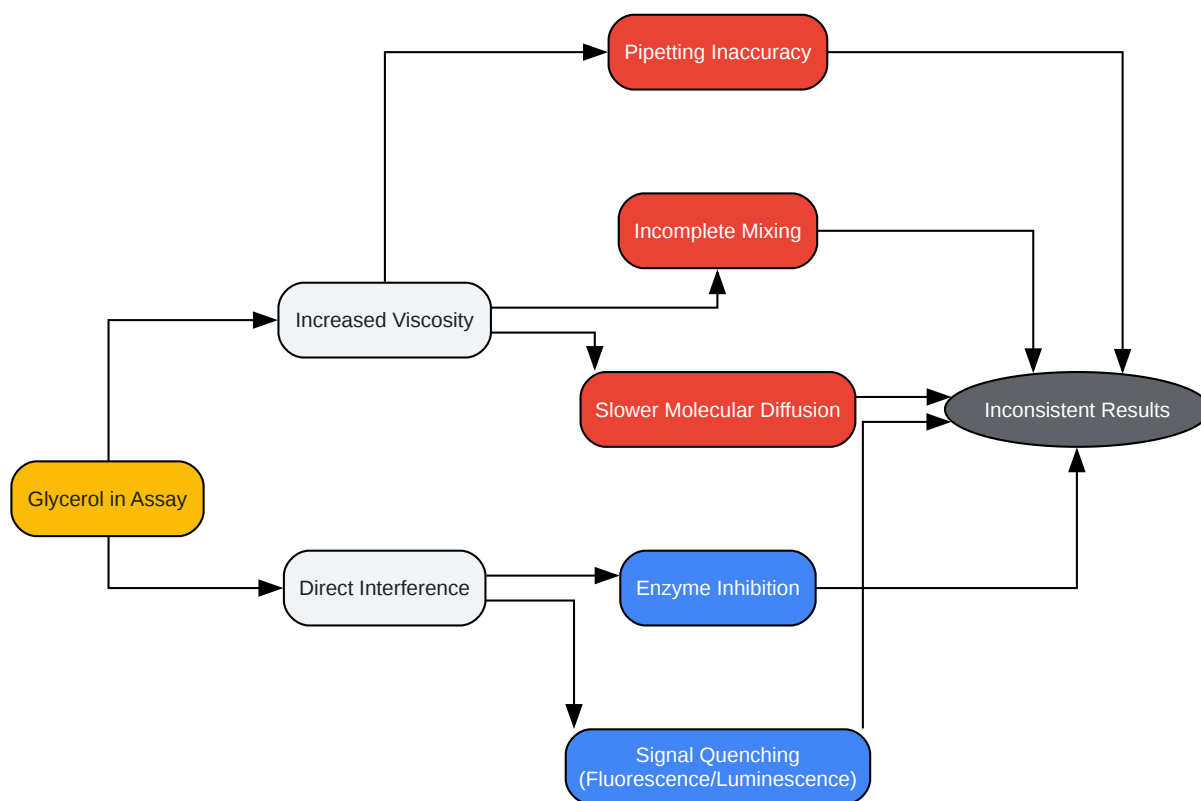 Pipetting Inaccuracy
Incomplete Mixing
Increased Viscosity
Slower Molecular Diffusion
Inconsistent Results
Glycerol in Assay
Direct Interference
Enzyme Inhibition
Signal Quenching
(Fluorescence/Luminescence)